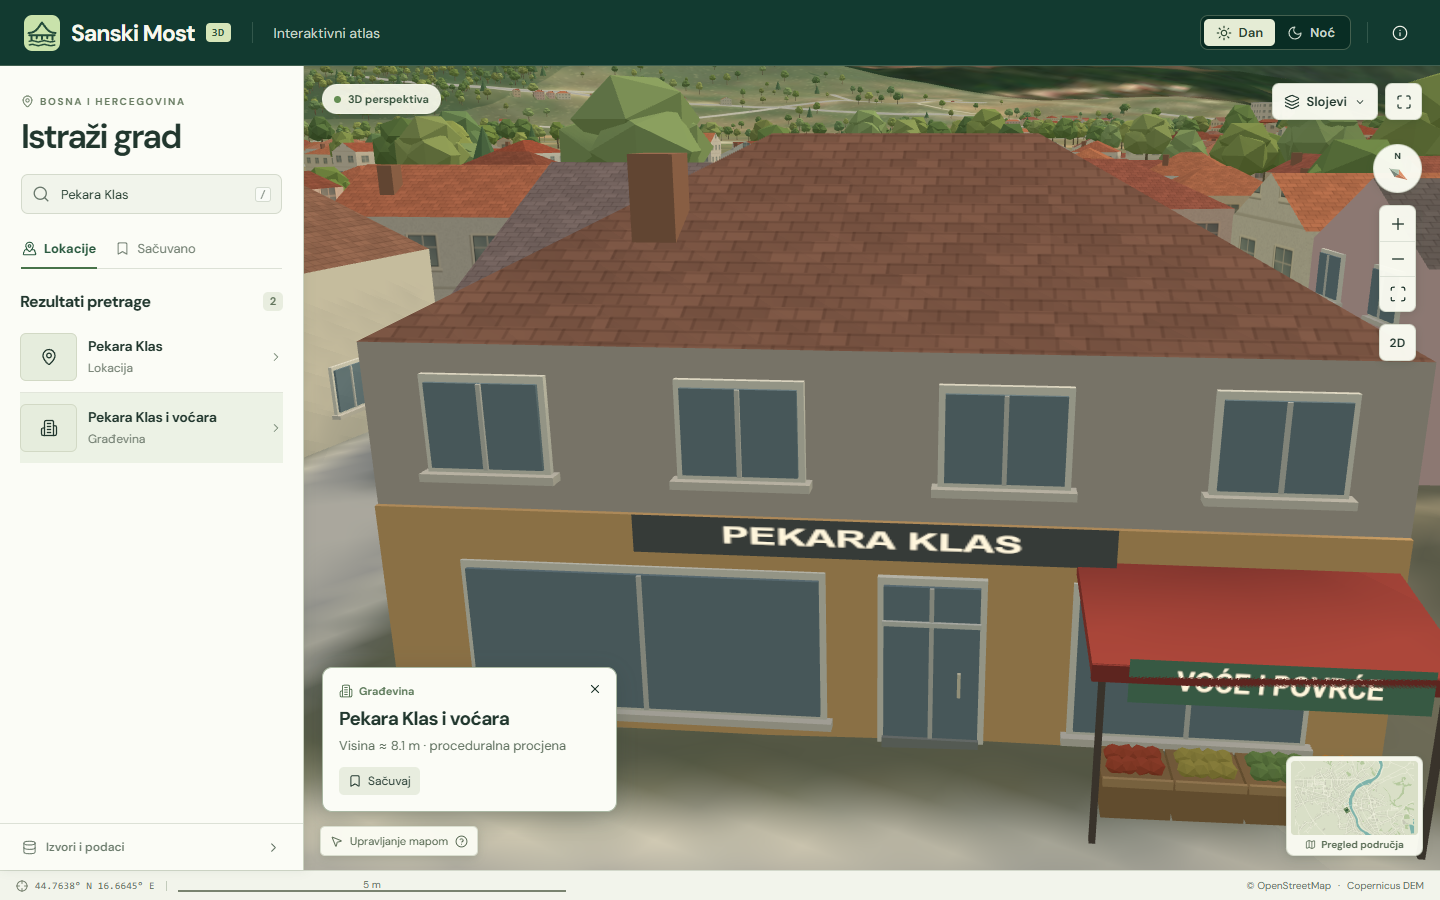 Sanski Most 3D
Interaktivni atlas
Dan
Noć
BOSNA I HERCEGOVINA
Istraži grad
Pekara Klas
/
Lokacije
Sačuvano
Rezultati pretrage
2
Pekara Klas
Lokacija
Pekara Klas i voćara
Građevina
Izvori i podaci
3D perspektiva
Slojevi
N
2D
PEKARA KLAS
VOĆE I POVRĆE
Građevina
Pekara Klas i voćara
Visina ≈ 8.1 m · proceduralna procjena
Sačuvaj
Upravljanje mapom
Pregled područja
44.7638° N 16.6645° E
5 m
© OpenStreetMap · Copernicus DEM